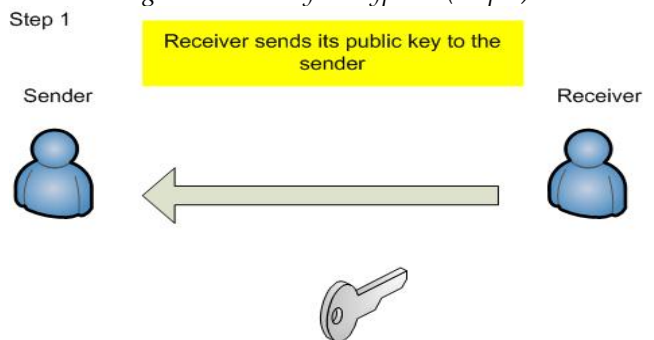 Step 1
Receiver sends its public key to the
sender
Sender
Receiver